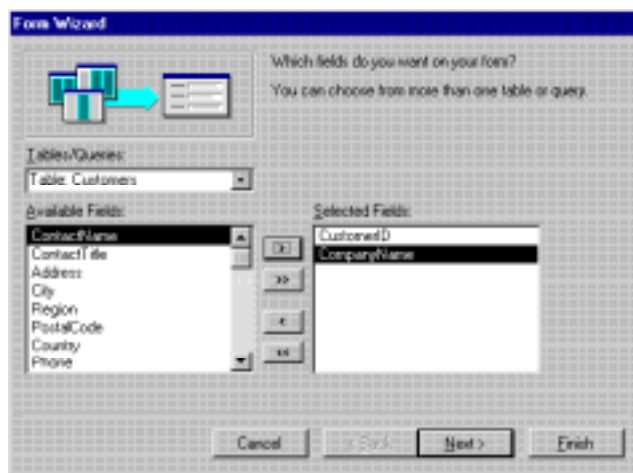 Form Wizard
Which fields do you want on your form?
You can choose from more than one table or query.
Tables/Queries:
Table: Customers
Available Fields:
Selected Fields:
ContactName
ContactTitle
Address
City
Region
PostalCode
Country
Phone
>
>>
<
<<
CustomerID
CompanyName
Cancel
< Back
Next >
Finish